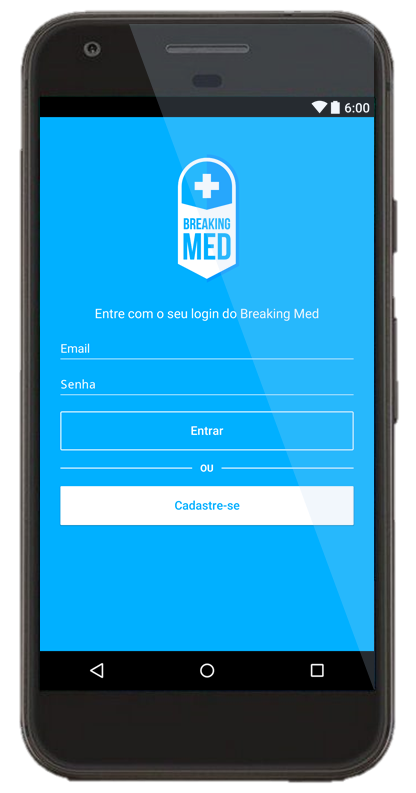 6:00
BREAKING
MED
Entre com o seu login do Breaking Med
Email
Senha
Entrar
OU
Cadastre-se